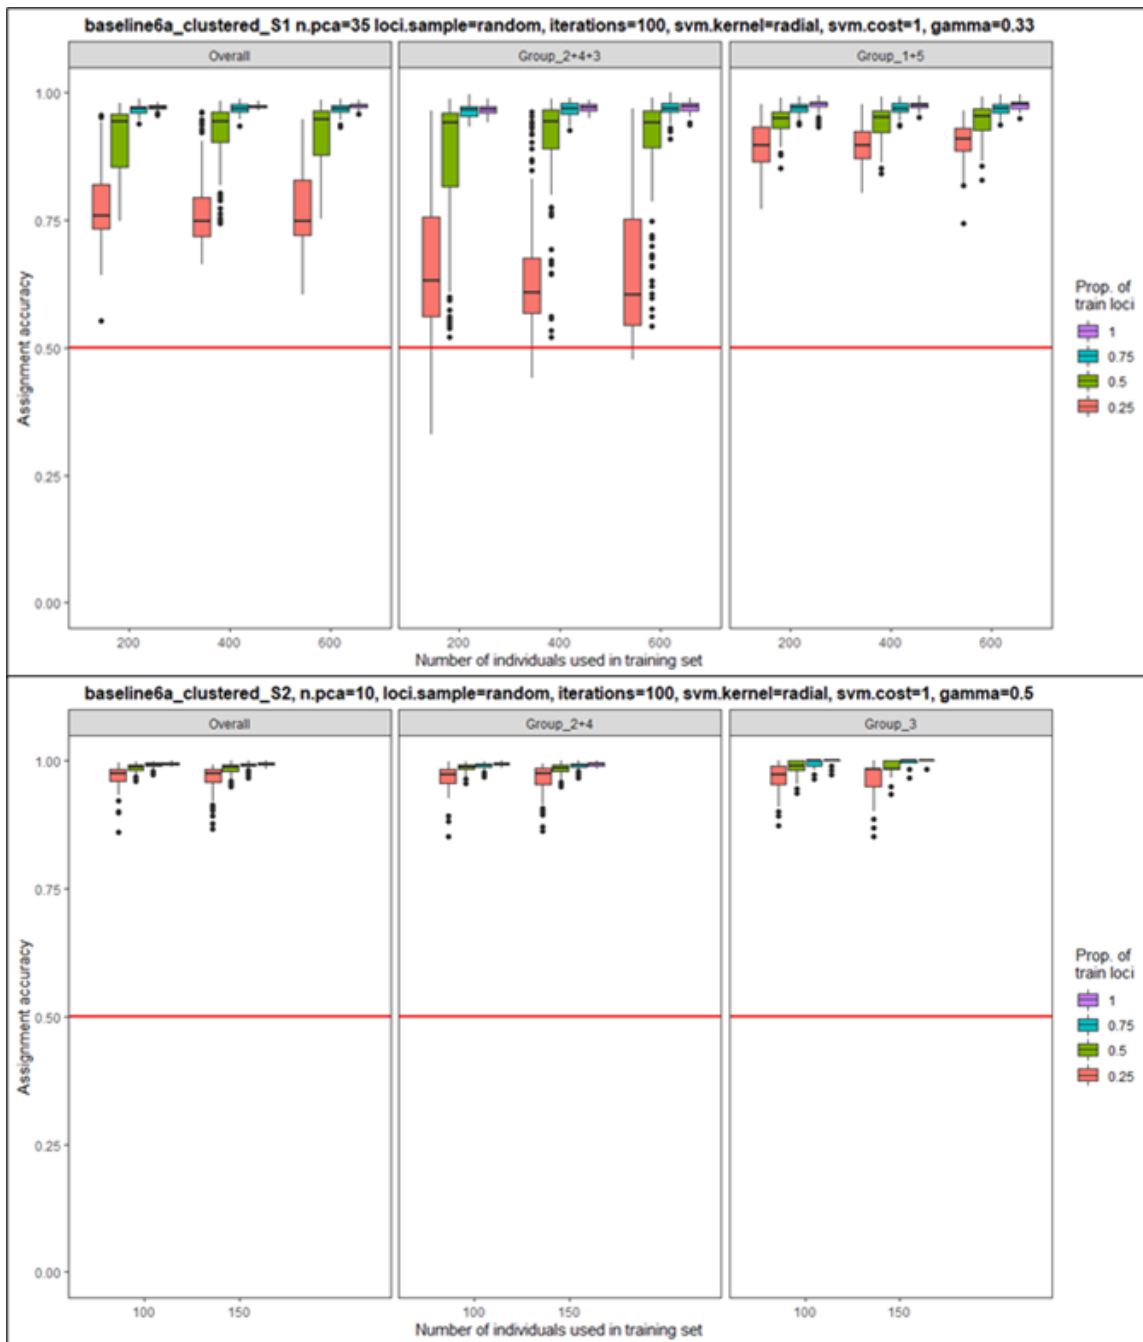 baseline6a_clustered_S1 n.pca=35 loci.sample=random, iterations=100, svm.kernel=radial, svm.cost=1, gamma=0.33
Overall
Group_2+4+3
Group_1+5
1.00
0.75
0.50
0.25
0.00
Assignment accuracy
200
400
600
200
400
600
200
400
600
Number of individuals used in training set
Prop. of
train loci
1
0.75
0.5
0.25
baseline6a_clustered_S2, n.pca=10, loci.sample=random, iterations=100, svm.kernel=radial, svm.cost=1, gamma=0.5
Overall
Group_2+4
Group_3
1.00
0.75
0.50
0.25
0.00
Assignment accuracy
100
150
100
150
100
150
Number of individuals used in training set
Prop. of
train loci
1
0.75
0.5
0.25